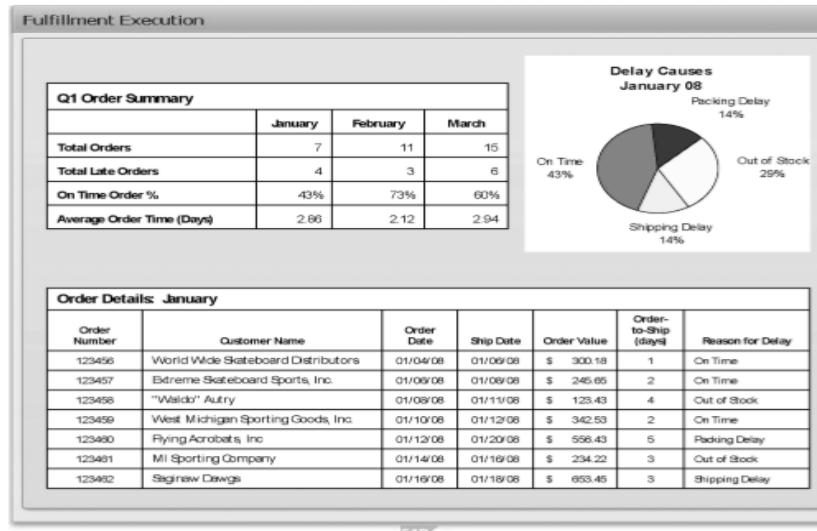 Fulfillment Execution
Delay Causes
January 08
Packing Delay
14%
On Time
43%
Out of Stock
29%
Shipping Delay
14%
Q1 Order Summary
January February March
Total Orders 7 11 15
Total Late Orders 4 3 6
On Time Order % 43% 73% 60%
Average Order Time (Days) 2.86 2.12 2.94
Order Details: January
Order Number Customer Name Order Date Ship Date Order Value Order-to-Ship (days) Reason for Delay
123456 World Wide Skateboard Distributors 01/04/08 01/06/08 $ 300.18 1 On Time
123457 Extreme Skateboard Sports, Inc. 01/06/08 01/08/08 $ 245.65 2 On Time
123458 "Waldo" Autry 01/08/08 01/11/08 $ 123.43 4 Out of Stock
123459 West Michigan Sporting Goods, Inc. 01/10/08 01/12/08 $ 342.53 2 On Time
123460 Flying Acrobats, Inc 01/12/08 01/20/08 $ 556.43 5 Packing Delay
123461 MI Sporting Company 01/14/08 01/16/08 $ 234.22 3 Out of Stock
123462 Saginaw Dawgs 01/16/08 01/18/08 $ 653.45 3 Shipping Delay